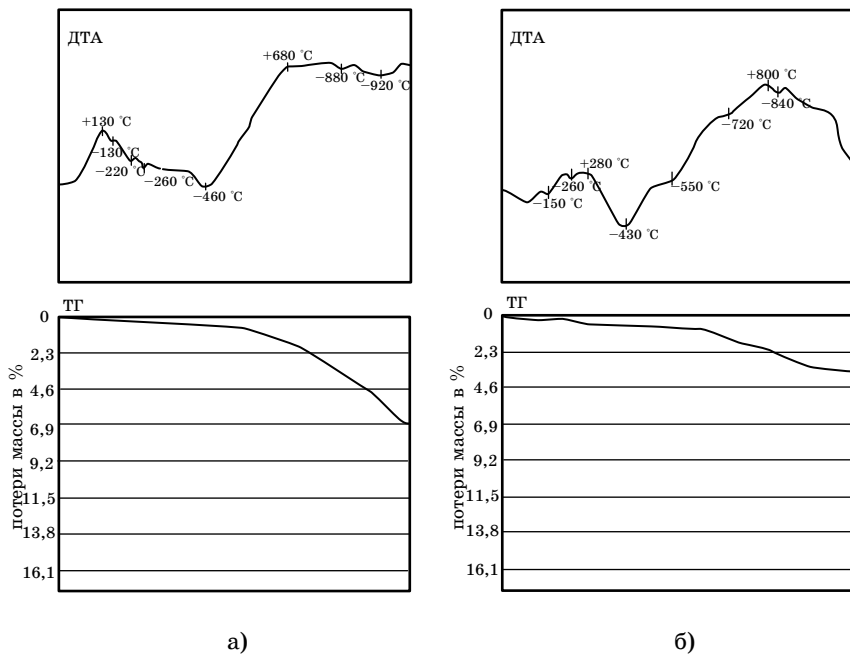 ДТА
+680 °C
−880 °C
−920 °C
+130 °C
−130 °C
−220 °C
−260 °C
−460 °C
ТГ
0
2,3
4,6
6,9
9,2
11,5
13,8
16,1
потери массы в %
а)
ДТА
+800 °C
−840 °C
−720 °C
+280 °C
−260 °C
−150 °C
−550 °C
−430 °C
ТГ
0
2,3
4,6
6,9
9,2
11,5
13,8
16,1
потери массы в %
б)